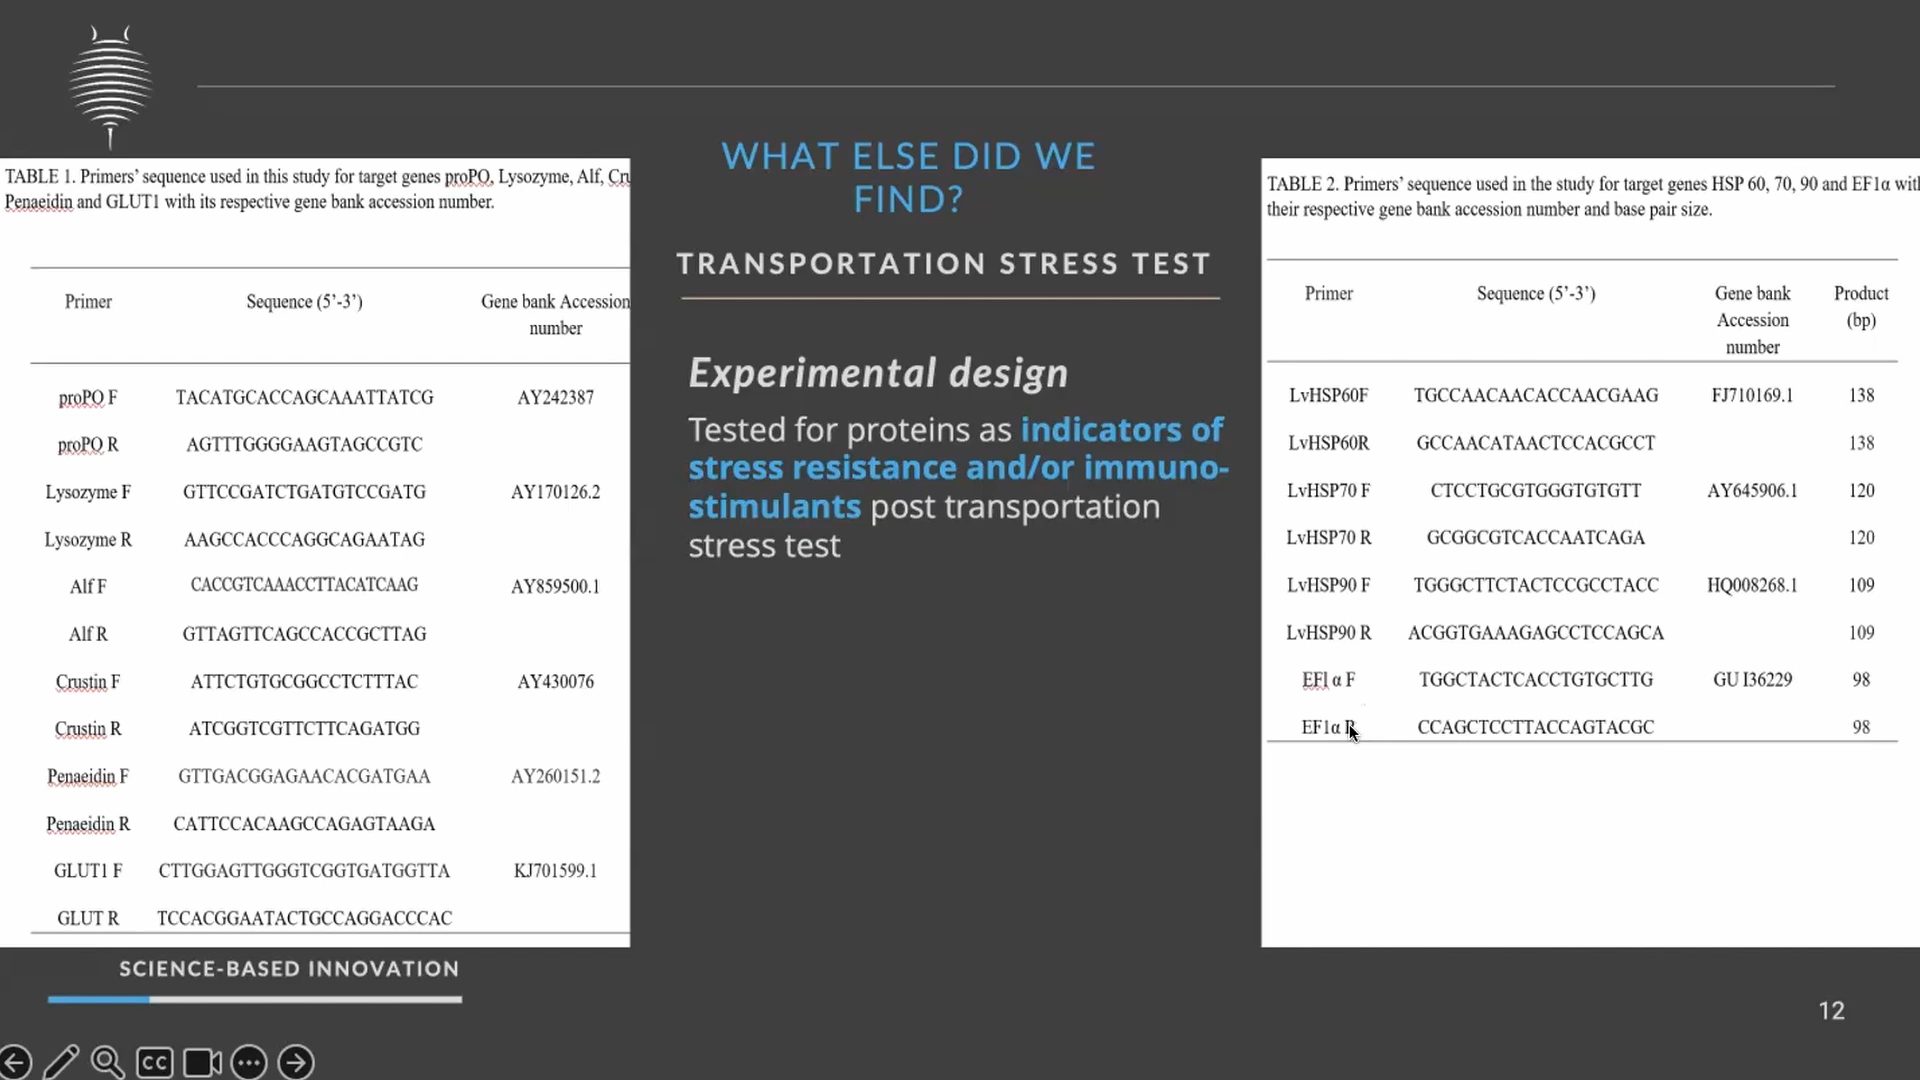 WHAT ELSE DID WE
FIND?
TRANSPORTATION STRESS TEST
Experimental design
Tested for proteins as indicators of
stress resistance and/or immuno-
stimulants post transportation
stress test
TABLE 1. Primers' sequence used in this study for target genes proPO, Lysozyme, Alf, Cru
Penaeidin and GLUT1 with its respective gene bank accession number.
Primer Sequence (5'-3') Gene bank Accession
number
proPO F TACATGCACCAGCAAATTATCG AY242387
proPO R AGTTTGGGGAAGTAGCCGTC
Lysozyme F GTTCCGATCTGATGTCCGATG AY170126.2
Lysozyme R AAGCCACCCAGGCAGAATAG
Alf F CACCGTCAAACCTTACATCAAG AY859500.1
Alf R GTTAGTTCAGCCACCGCTTAG
Crustin F ATTCTGTGCGGCCTCTTTAC AY430076
Crustin R ATCGGTCGTTCTTCAGATGG
Penaeidin F GTTGACGGAGAACACGATGAA AY260151.2
Penaeidin R CATTCCACAAGCCAGAGTAAGA
GLUT1 F CTTGGAGTTGGGTCGGTGATGGTTA KJ701599.1
GLUT R TCCACGGAATACTGCCAGGACCCAC
TABLE 2. Primers' sequence used in the study for target genes HSP 60, 70, 90 and EF1α with
their respective gene bank accession number and base pair size.
Primer Sequence (5'-3') Gene bank Product
Accession (bp)
number
LvHSP60F TGCCAACAACACCAACGAAG FJ710169.1 138
LvHSP60R GCCAACATAACTCCACGCCT 138
LvHSP70 F CTCCTGCGTGGGTGTGTT AY645906.1 120
LvHSP70 R GCGGCGTCACCAATCAGA 120
LvHSP90 F TGGGCTTCTACTCCGCCTACC HQ008268.1 109
LvHSP90 R ACGGTGAAAGAGCCTCCAGCA 109
EF1 α F TGGCTACTCACCTGTGCTTG GU I36229 98
EF1α R CCAGCTCCTTACCAGTACGC 98
SCIENCE-BASED INNOVATION
12
CC